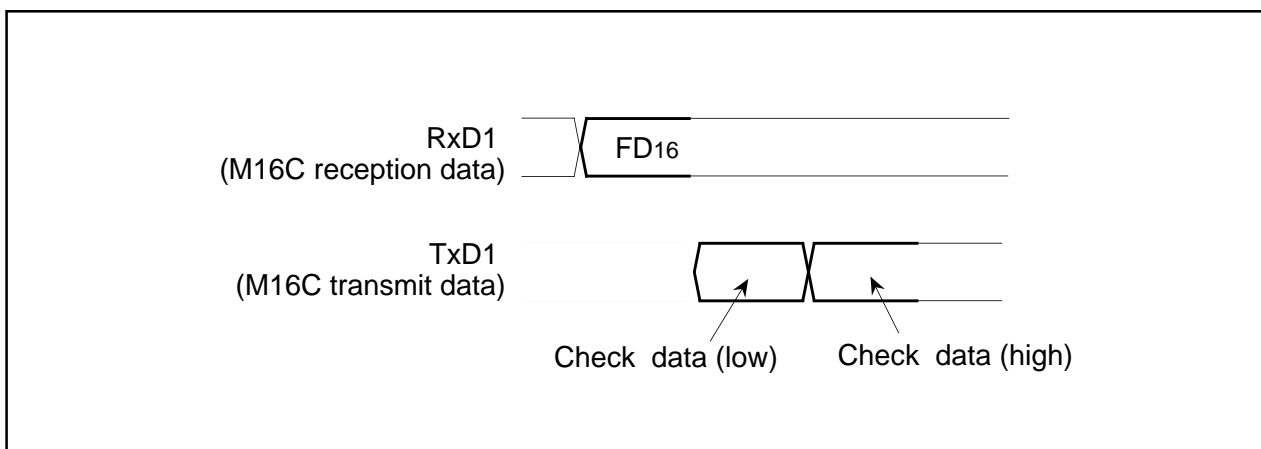 RxD1
(M16C reception data)
FD16
TxD1
(M16C transmit data)
Check data (low)
Check data (high)